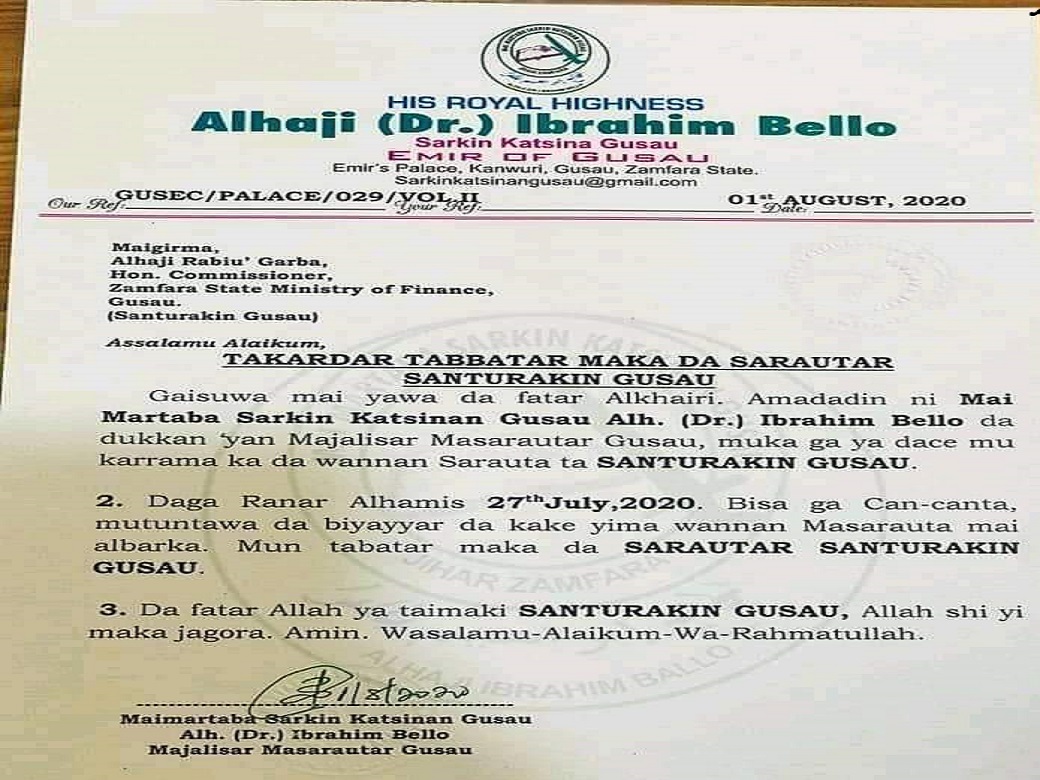 HIS ROYAL HIGHNESS
Alhaji (Dr.) Ibrahim Bello
Sarkin Katsina Gusau
EMIR OF GUSAU
Emir's Palace, Kanwuri, Gusau, Zamfara State.
Sarkinkatsinangusau@gmail.com
Our Ref: GUSEC/PALACE/029/VOL.II Your Ref: Date: 01st AUGUST, 2020
Maigirma,
Alhaji Rabiu' Garba,
Hon. Commissioner,
Zamfara State Ministry of Finance,
Gusau.
(Santurakin Gusau)
Assalamu Alaikum,
TAKARDAR TABBATAR MAKA DA SARAUTAR
SANTURAKIN GUSAU
Gaisuwa mai yawa da fatar Alkhairi. Amadadin ni Mai
Martaba Sarkin Katsinan Gusau Alh. (Dr.) Ibrahim Bello da
dukkan 'yan Majalisar Masarautar Gusau, muka ga ya dace mu
karrama ka da wannan Sarauta ta SANTURAKIN GUSAU.
2. Daga Ranar Alhamis 27th July,2020. Bisa ga Can-canta,
mutuntawa da biyayyar da kake yima wannan Masarauta mai
albarka. Mun tabatar maka da SARAUTAR SANTURAKIN
GUSAU.
3. Da fatar Allah ya taimaki SANTURAKIN GUSAU, Allah shi yi
maka jagora. Amin. Wasalamu-Alaikum-Wa-Rahmatullah.
1/8/2020
Maimartaba Sarkin Katsinan Gusau
Alh. (Dr.) Ibrahim Bello
Majalisar Masarautar Gusau
SARKIN
JIHAR ZAMFARA
ALHAJI IBRAHIM BALLO